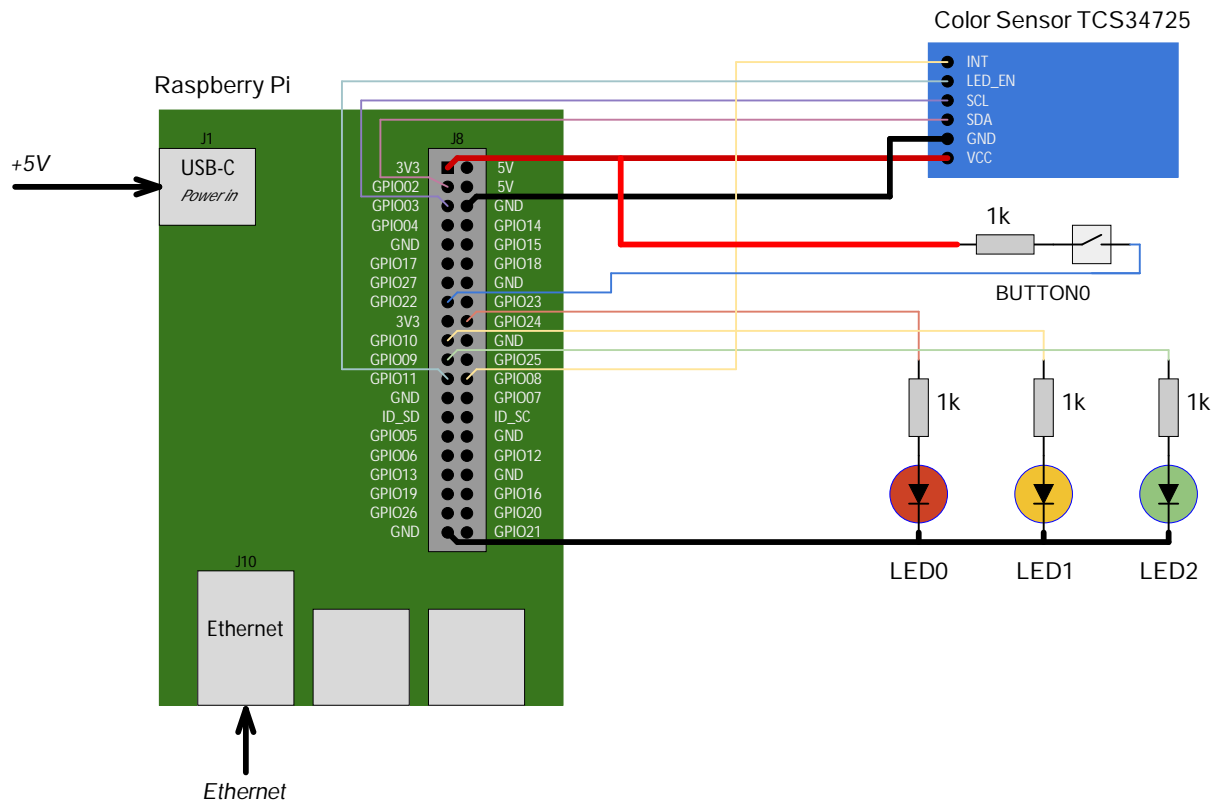 Color Sensor TCS34725
INT
LED_EN
SCL
SDA
GND
VCC
Raspberry Pi
J1
USB-C
Power in
+5V
J8
3V3 5V
GPIO02 5V
GPIO03 GND
GPIO04 GPIO14
GND GPIO15
GPIO17 GPIO18
GPIO27 GND
GPIO22 GPIO23
3V3 GPIO24
GPIO10 GND
GPIO09 GPIO25
GPIO11 GPIO08
GND GPIO07
ID_SD ID_SC
GPIO05 GND
GPIO06 GPIO12
GPIO13 GND
GPIO19 GPIO16
GPIO26 GPIO20
GND GPIO21
1k
BUTTON0
1k 1k 1k
LED0 LED1 LED2
J10
Ethernet
Ethernet